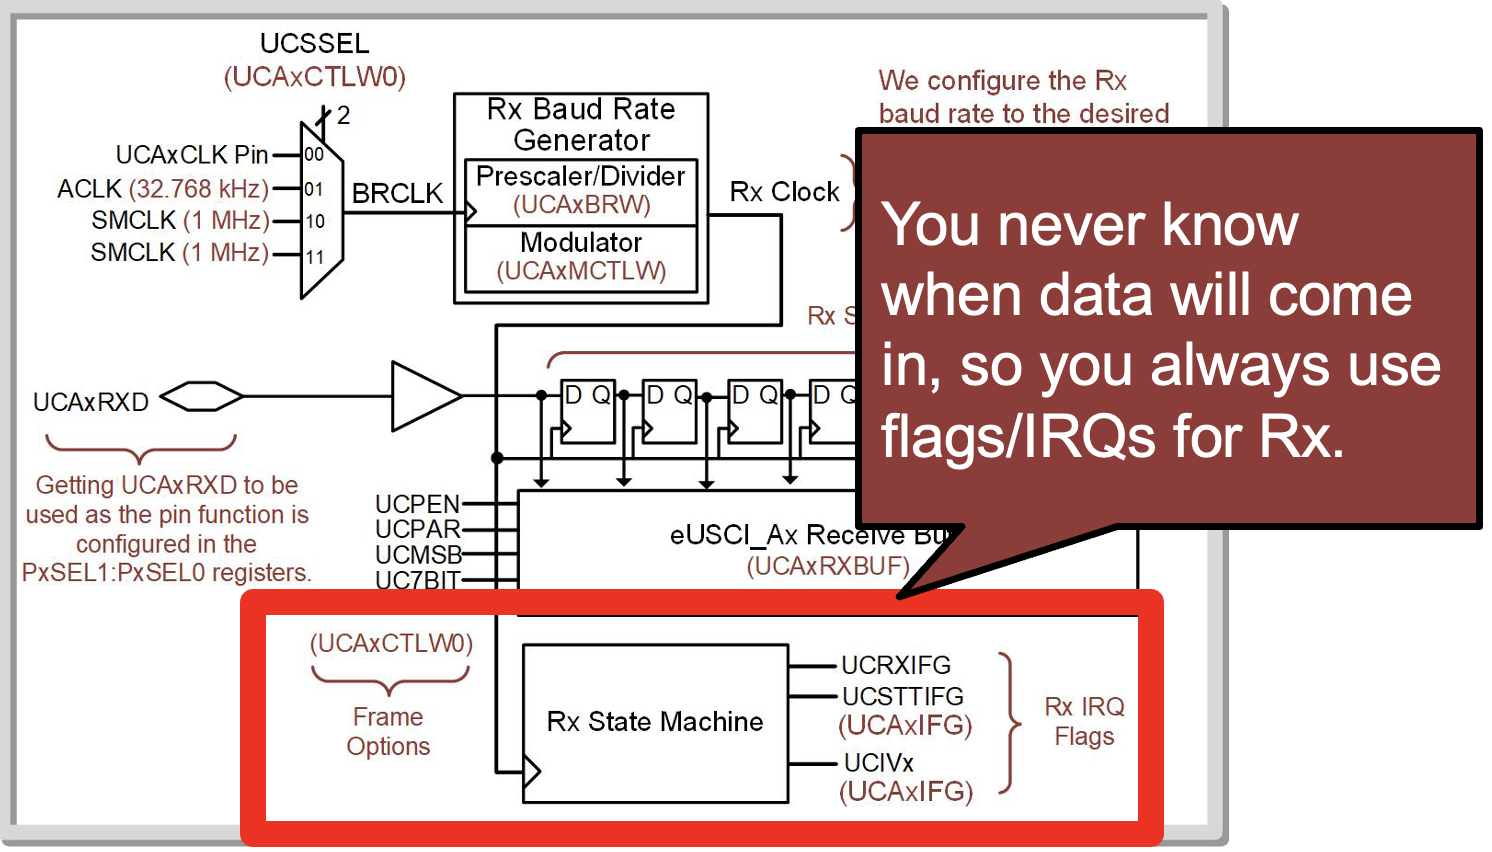 UCSSEL
(UCAxCTLW0)
2
UCAxCLK Pin
00
ACLK (32.768 kHz)
01
SMCLK (1 MHz)
10
SMCLK (1 MHz)
11
BRCLK
Rx Baud Rate
Generator
Prescaler/Divider
(UCAxBRW)
Modulator
(UCAxMCTLW)
Rx Clock
We configure the Rx
baud rate to the desired
You never know
when data will come
in, so you always use
flags/IRQs for Rx.
Rx
UCAxRXD
D Q
D Q
D Q
D Q
Getting UCAxRXD to be
used as the pin function is
configured in the
PxSEL1:PxSEL0 registers.
UCPEN
UCPAR
UCMSB
UC7BIT
eUSCI_Ax Receive
(UCAxRXBUF)
(UCAxCTLW0)
Frame
Options
Rx State Machine
UCRXIFG
UCSTTIFG
(UCAxIFG)
UCIVx
(UCAxIFG)
Rx IRQ
Flags